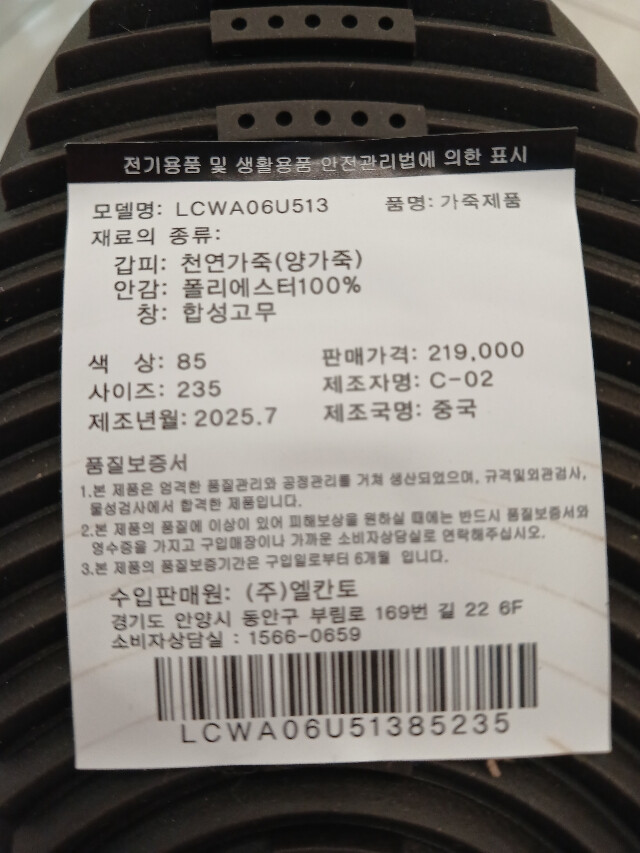 전기용품 및 생활용품 안전관리법에 의한 표시
모델명: LCWA06U513 품명: 가죽제품
재료의 종류:
갑피: 천연가죽(양가죽)
안감: 폴리에스터100%
창: 합성고무
색 상: 85 판매가격: 219,000
사이즈: 235 제조자명: C-02
제조년월: 2025.7 제조국명: 중국
품질보증서
1.본 제품은 엄격한 품질관리와 공정관리를 거쳐 생산되었으며, 규격및외관검사,
물성검사에서 합격한 제품입니다.
2.본 제품의 품질에 이상이 있어 피해보상을 원하실 때에는 반드시 품질보증서와
영수증을 가지고 구입매장이나 가까운 소비자상담실로 연락해주십시오.
3.본 제품의 품질보증기간은 구입일로부터 6개월 입니다.
수입판매원: (주)엘칸토
경기도 안양시 동안구 부림로 169번 길 22 6F
소비자상담실 : 1566-0659
LCWA06U51385235